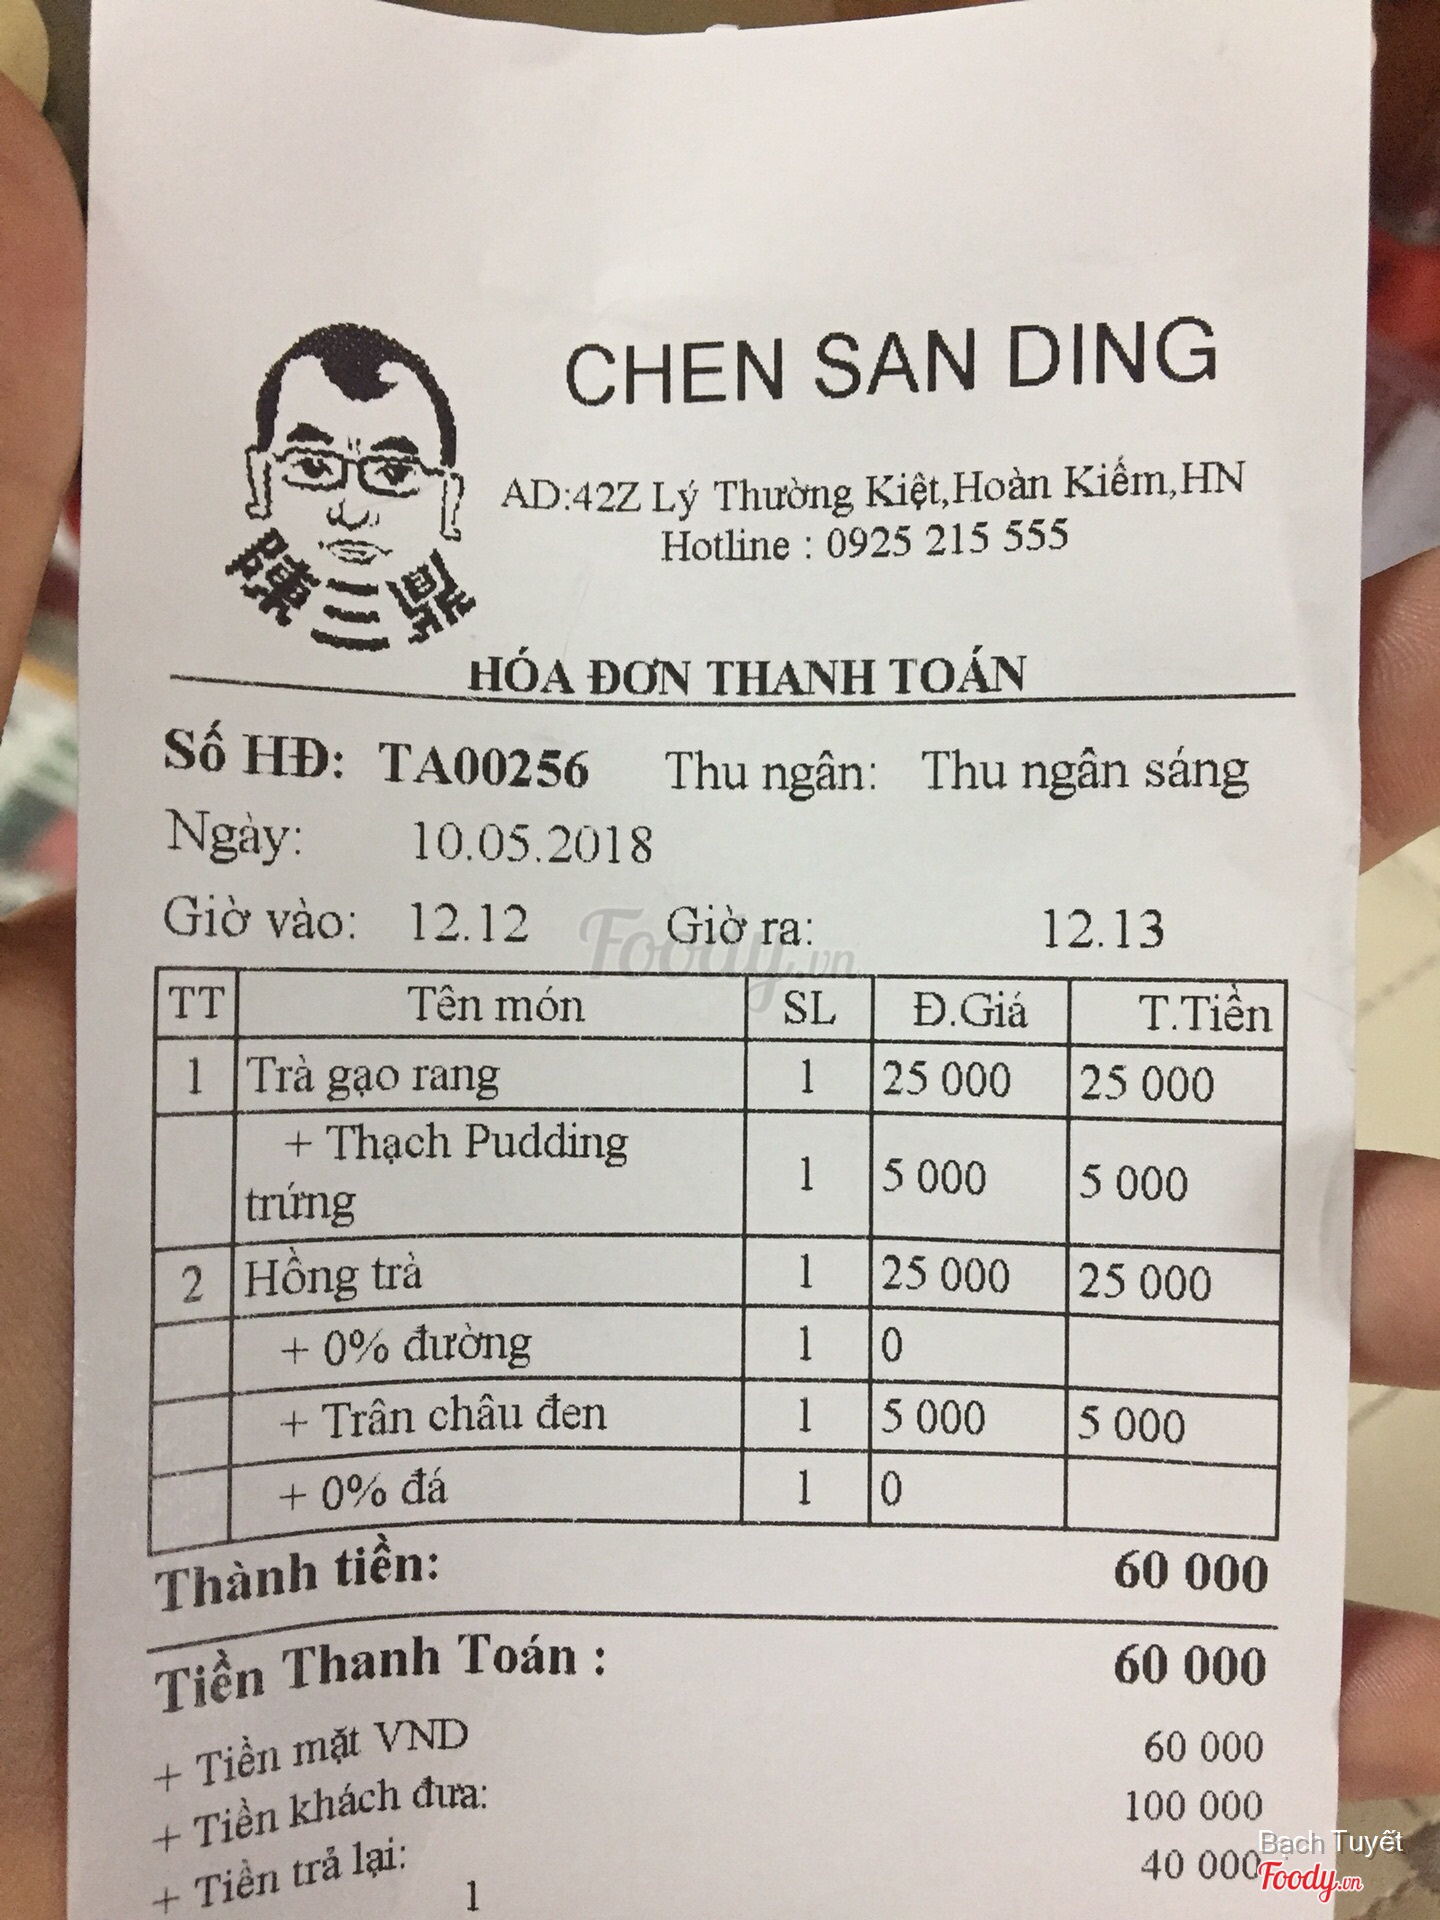 CHEN SAN DING
AD:42Z Lý Thường Kiệt,Hoàn Kiếm,HN
Hotline : 0925 215 555
陳三鼎
HÓA ĐƠN THANH TOÁN
Số HĐ: TA00256 Thu ngân: Thu ngân sáng
Ngày: 10.05.2018
Giờ vào: 12.12 Giờ ra: 12.13
Foody.vn
TT Tên món SL Đ.Giá T.Tiền
1 Trà gạo rang 1 25 000 25 000
+ Thạch Pudding
trứng 1 5 000 5 000
2 Hồng trà 1 25 000 25 000
+ 0% đường 1 0
+ Trân châu đen 1 5 000 5 000
+ 0% đá 1 0
Thành tiền: 60 000
Tiền Thanh Toán : 60 000
+ Tiền mặt VND 60 000
+ Tiền khách đưa: 100 000
+ Tiền trả lại: 40 000
1
Bạch Tuyết
Foody.vn